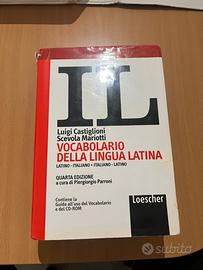 IL
Luigi Castiglioni
Scevola Mariotti
VOCABOLARIO
DELLA LINGUA LATINA
LATINO - ITALIANO • ITALIANO - LATINO
QUARTA EDIZIONE
a cura di Piergiorgio Parroni
Contiene la
Guida all'uso del Vocabolario
e del CD-ROM
Loescher
subito